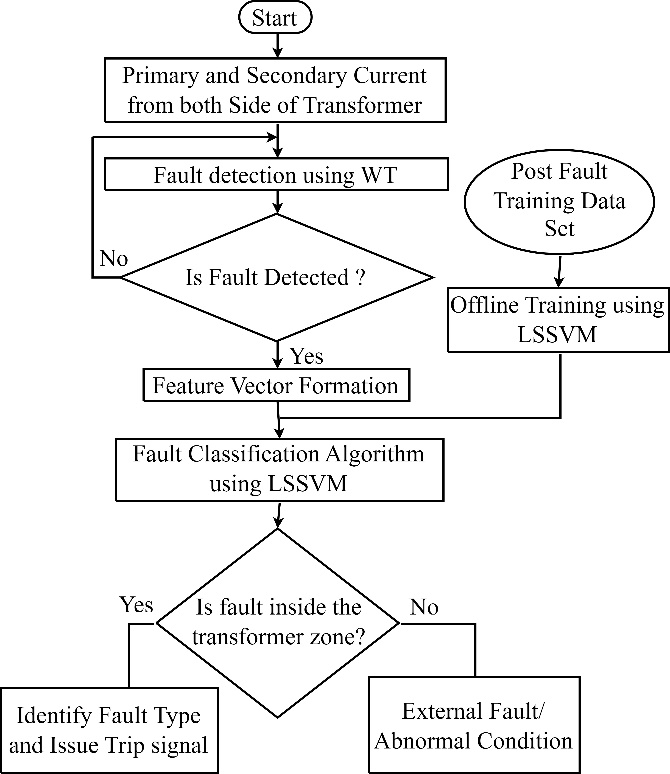 Start
Primary and Secondary Current
from both Side of Transformer
Fault detection using WT
Post Fault
Training Data
Set
No
Is Fault Detected ?
Offline Training using
LSSVM
Yes
Feature Vector Formation
Fault Classification Algorithm
using LSSVM
Yes
Is fault inside the
transformer zone?
No
Identify Fault Type
and Issue Trip signal
External Fault/
Abnormal Condition